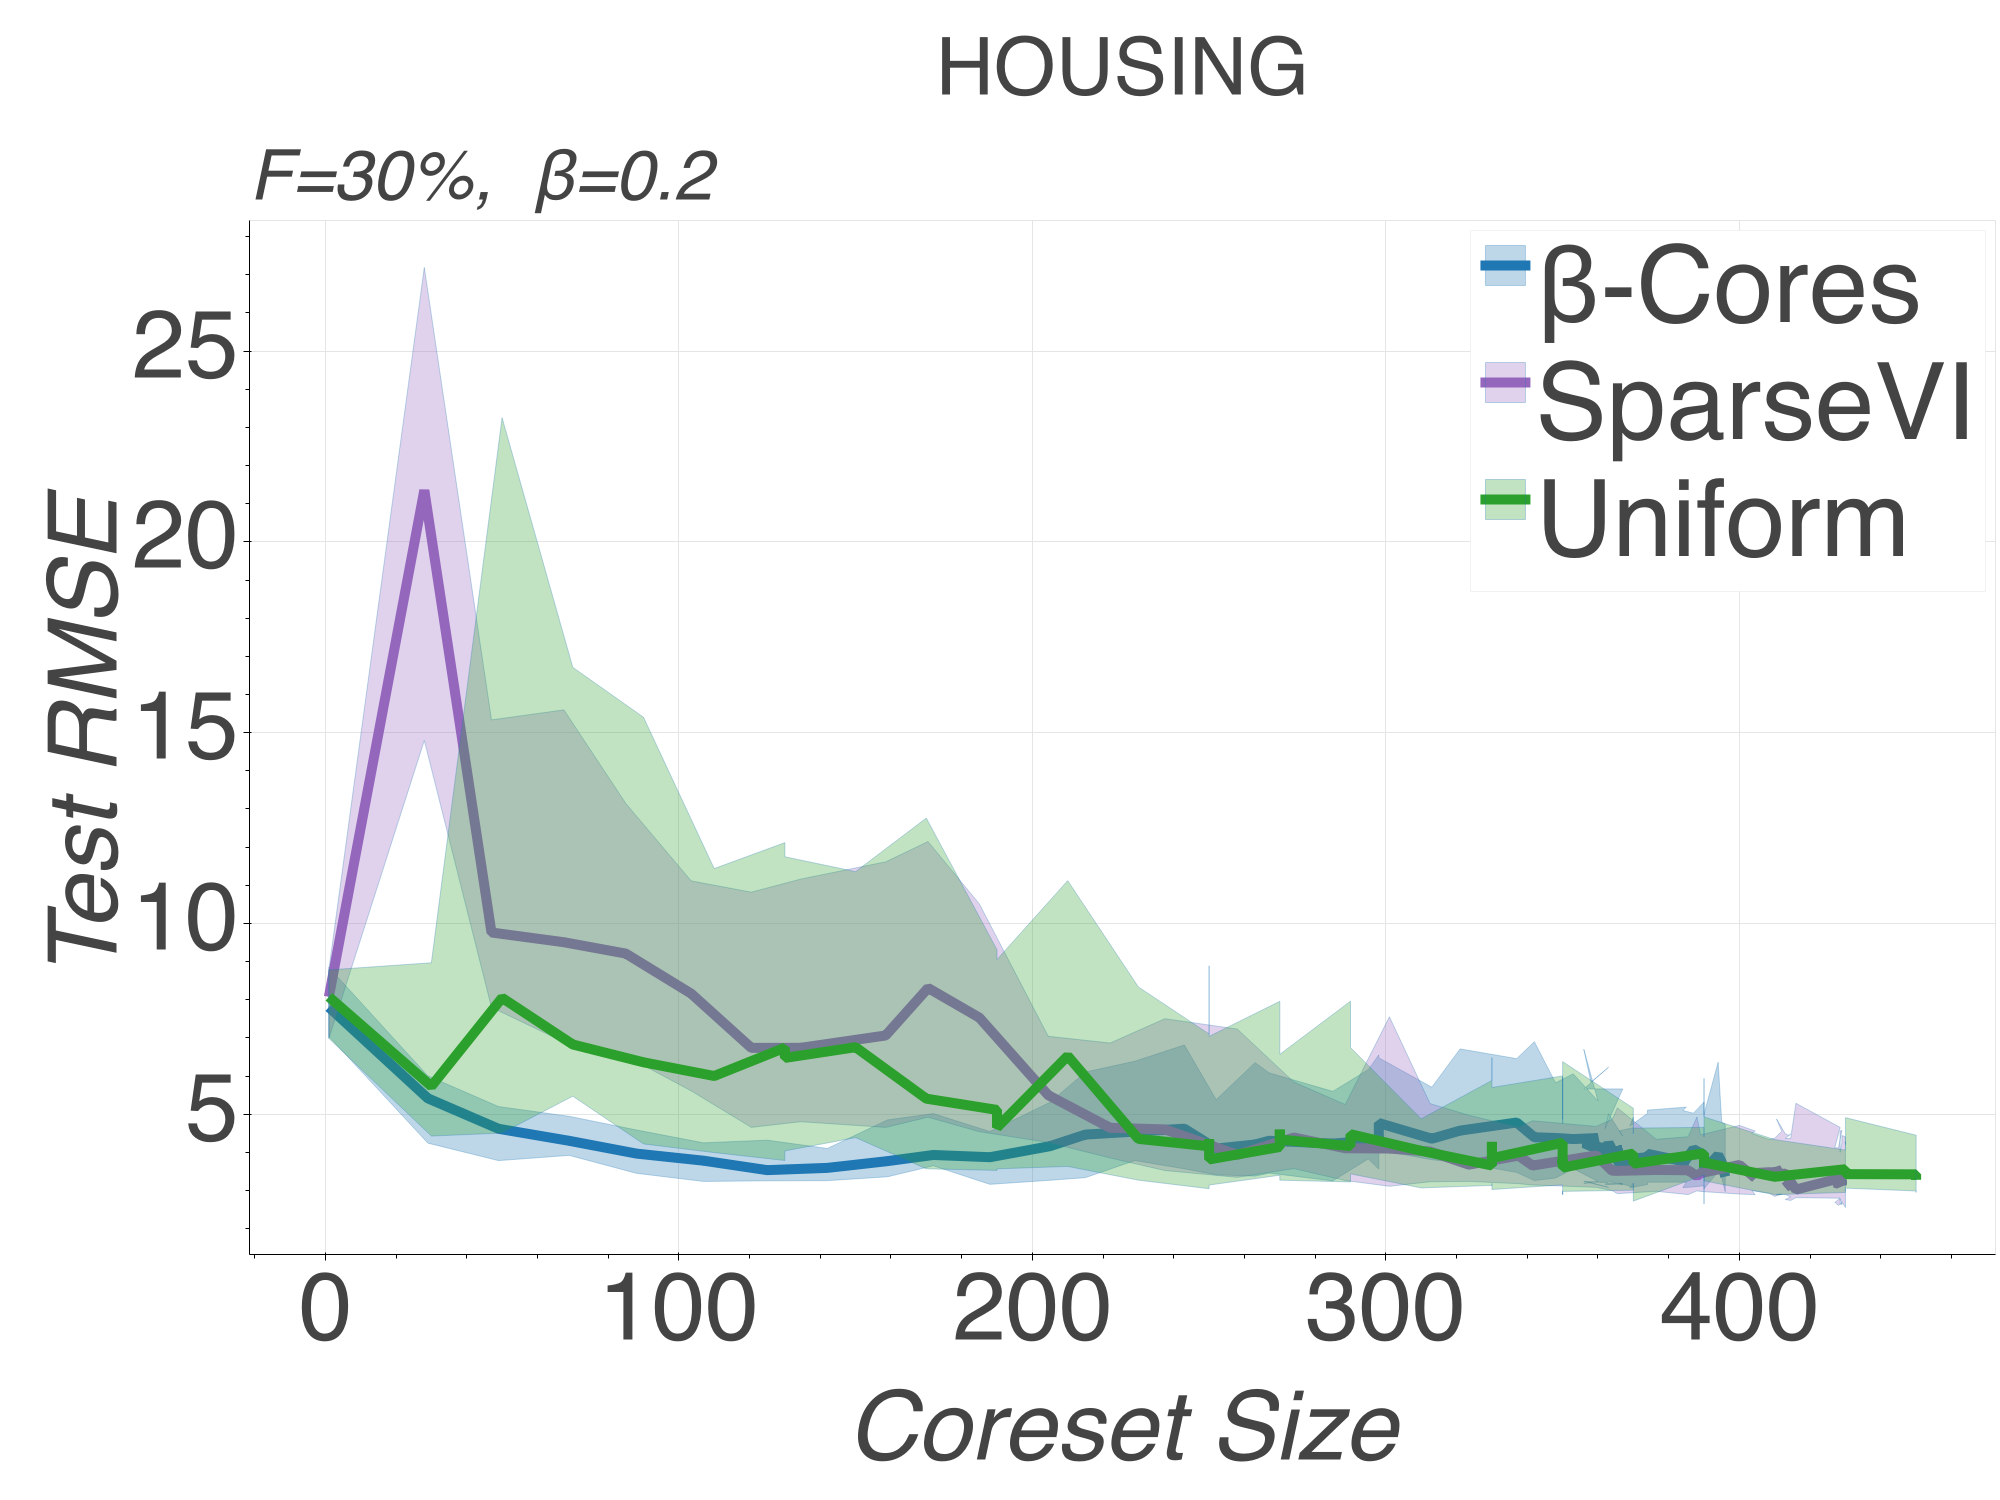 HOUSING
F=30%, β=0.2
β-Cores
SparseVI
Uniform
Test RMSE
25
20
15
10
5
0 100 200 300 400
Coreset Size